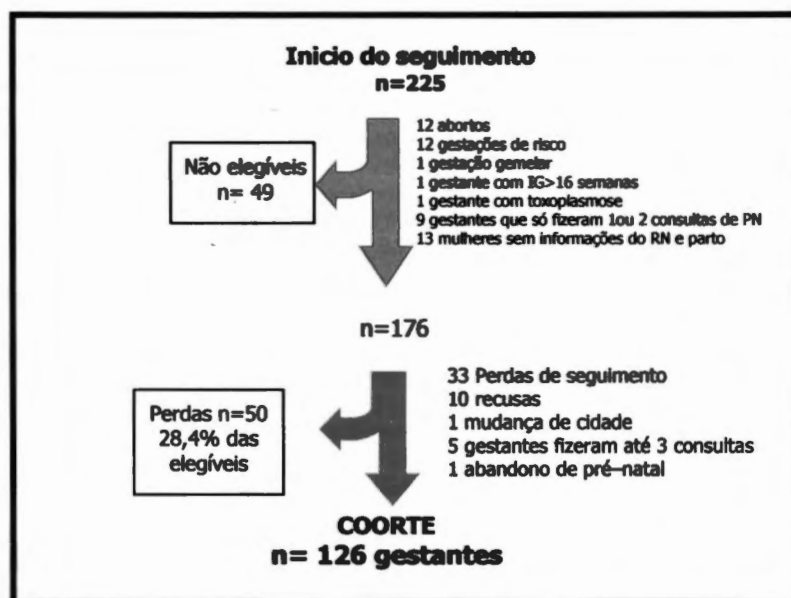 Inicio do seguimento
n=225
12 abortos
12 gestações de risco
1 gestação gemelar
1 gestante com IG>16 semanas
1 gestante com toxoplasmose
9 gestantes que só fizeram 1ou 2 consultas de PN
13 mulheres sem informações do RN e parto
Não elegíveis
n= 49
n=176
33 Perdas de seguimento
10 recusas
1 mudança de cidade
5 gestantes fizeram até 3 consultas
1 abandono de pré–natal
Perdas n=50
28,4% das
elegíveis
COORTE
n= 126 gestantes